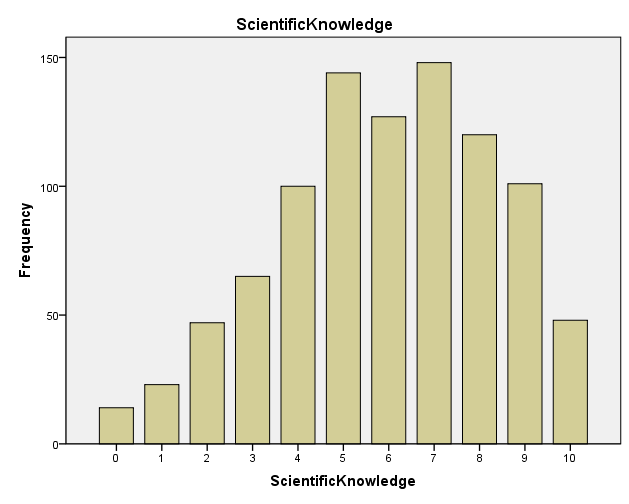 ScientificKnowledge
Frequency
150
100
50
0
0 1 2 3 4 5 6 7 8 9 10
ScientificKnowledge